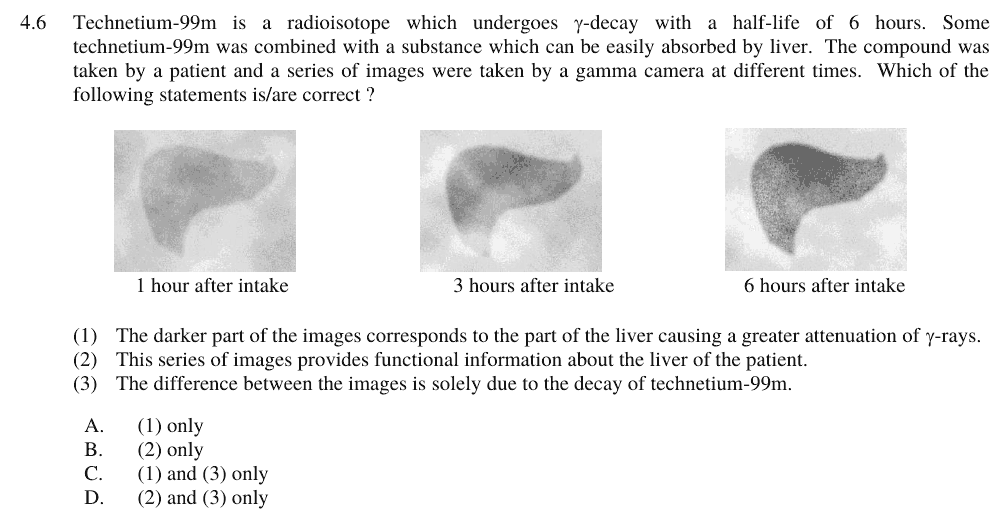 4.6 Technetium-99m is a radioisotope which undergoes γ-decay with a half-life of 6 hours. Some
technetium-99m was combined with a substance which can be easily absorbed by liver. The compound was
taken by a patient and a series of images were taken by a gamma camera at different times. Which of the
following statements is/are correct ?
1 hour after intake 3 hours after intake 6 hours after intake
(1) The darker part of the images corresponds to the part of the liver causing a greater attenuation of γ-rays.
(2) This series of images provides functional information about the liver of the patient.
(3) The difference between the images is solely due to the decay of technetium-99m.
A. (1) only
B. (2) only
C. (1) and (3) only
D. (2) and (3) only